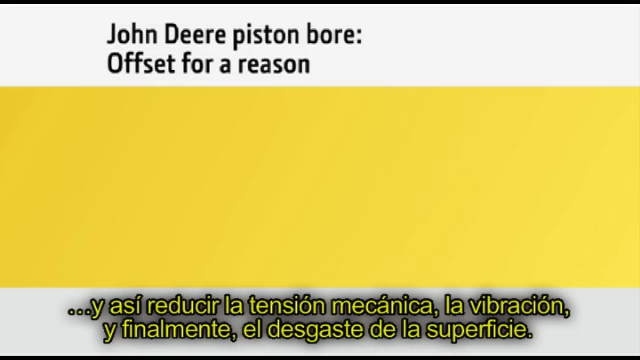 John Deere piston bore:
Offset for a reason
...y así reducir la tensión mecánica, la vibración,
y finalmente, el desgaste de la superficie.